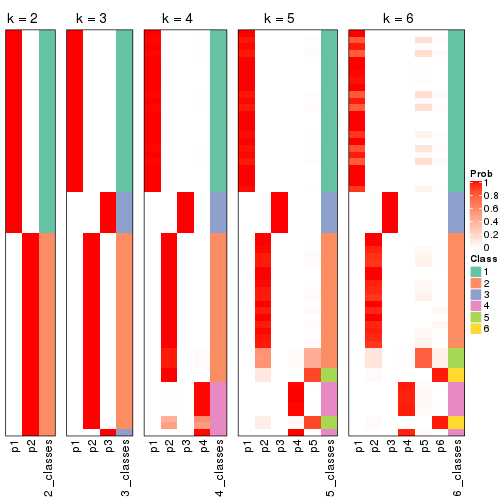 k = 2
k = 3
k = 4
k = 5
k = 6
p1
p2
2_classes
p1
p2
p3
3_classes
p1
p2
p3
p4
4_classes
p1
p2
p3
p4
p5
5_classes
p1
p2
p3
p4
p5
p6
6_classes
Prob
1
0.8
0.6
0.4
0.2
0
Class
1
2
3
4
5
6